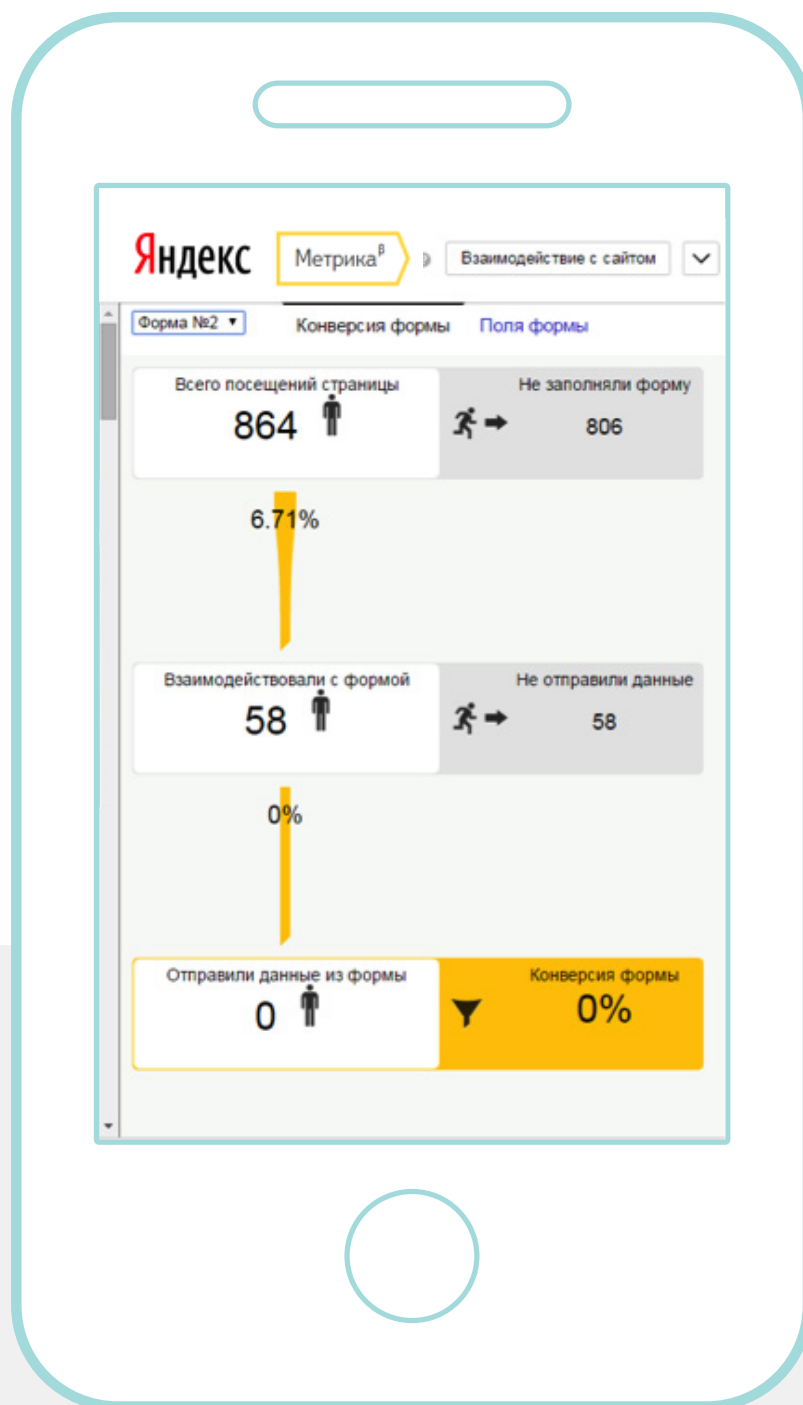 Яндекс Метрикаᵝ Взаимодействие с сайтом
Форма №2 Конверсия формы Поля формы
Всего посещений страницы Не заполняли форму
864 806
6.71%
Взаимодействовали с формой Не отправили данные
58 58
0%
Отправили данные из формы Конверсия формы
0 0%